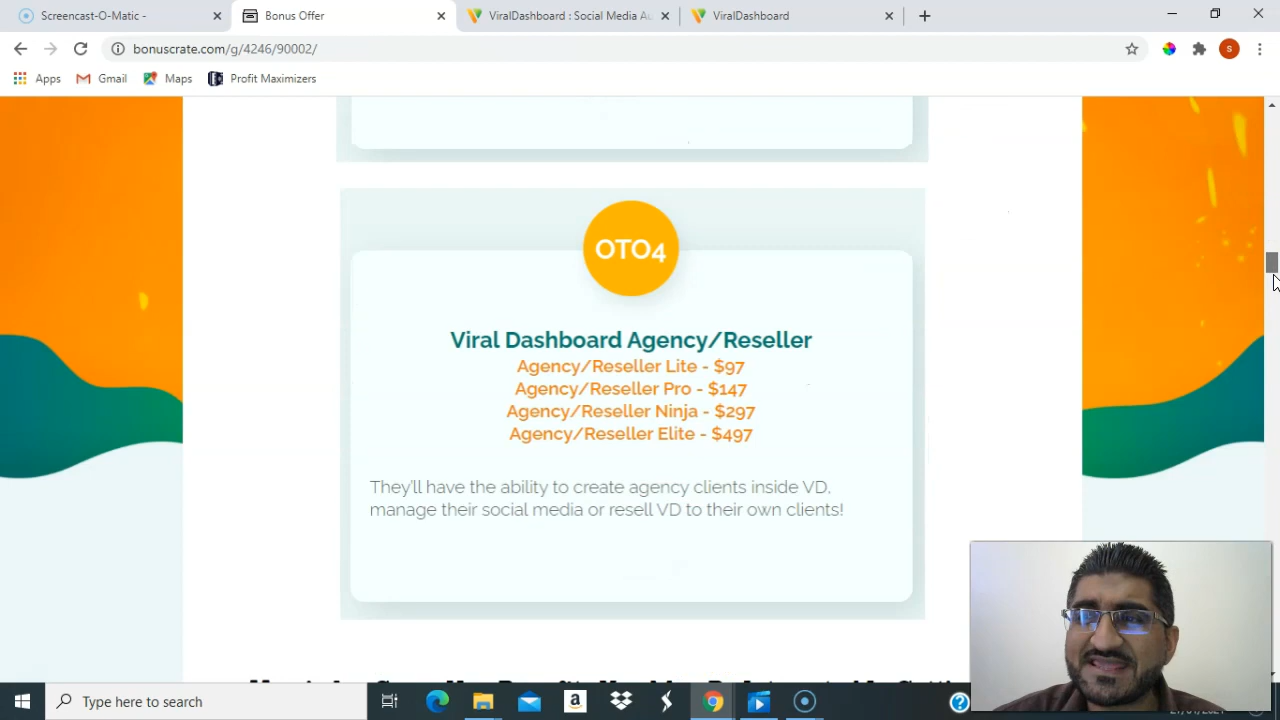 Screencast-O-Matic -
Bonus Offer
ViralDashboard : Social Media Au
ViralDashboard
bonuscrate.com/g/4246/90002/
S
Apps
Gmail
Maps
Profit Maximizers
OTO4
Viral Dashboard Agency/Reseller
Agency/Reseller Lite - $97
Agency/Reseller Pro - $147
Agency/Reseller Ninja - $297
Agency/Reseller Elite - $497
They'll have the ability to create agency clients inside VD,
manage their social media or resell VD to their own clients!
Type here to search
a